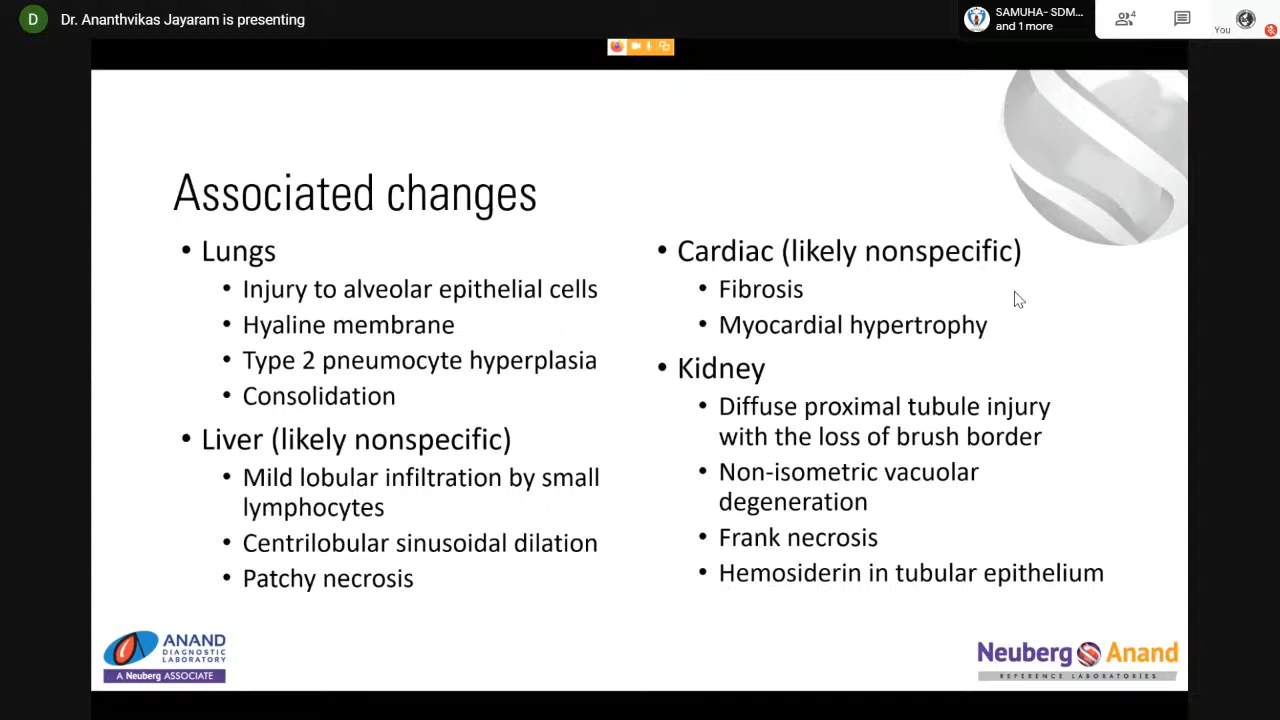 D
Dr. Ananthvikas Jayaram is presenting
SAMUHA- SDM...
and 1 more
4
You
Associated changes
• Lungs
• Injury to alveolar epithelial cells
• Hyaline membrane
• Type 2 pneumocyte hyperplasia
• Consolidation
• Liver (likely nonspecific)
• Mild lobular infiltration by small
lymphocytes
• Centrilobular sinusoidal dilation
• Patchy necrosis
• Cardiac (likely nonspecific)
• Fibrosis
• Myocardial hypertrophy
• Kidney
• Diffuse proximal tubule injury
with the loss of brush border
• Non-isometric vacuolar
degeneration
• Frank necrosis
• Hemosiderin in tubular epithelium
ANAND
DIAGNOSTIC
LABORATORY
A Neuberg ASSOCIATE
Neuberg Anand
REFERENCE LABORATORIES